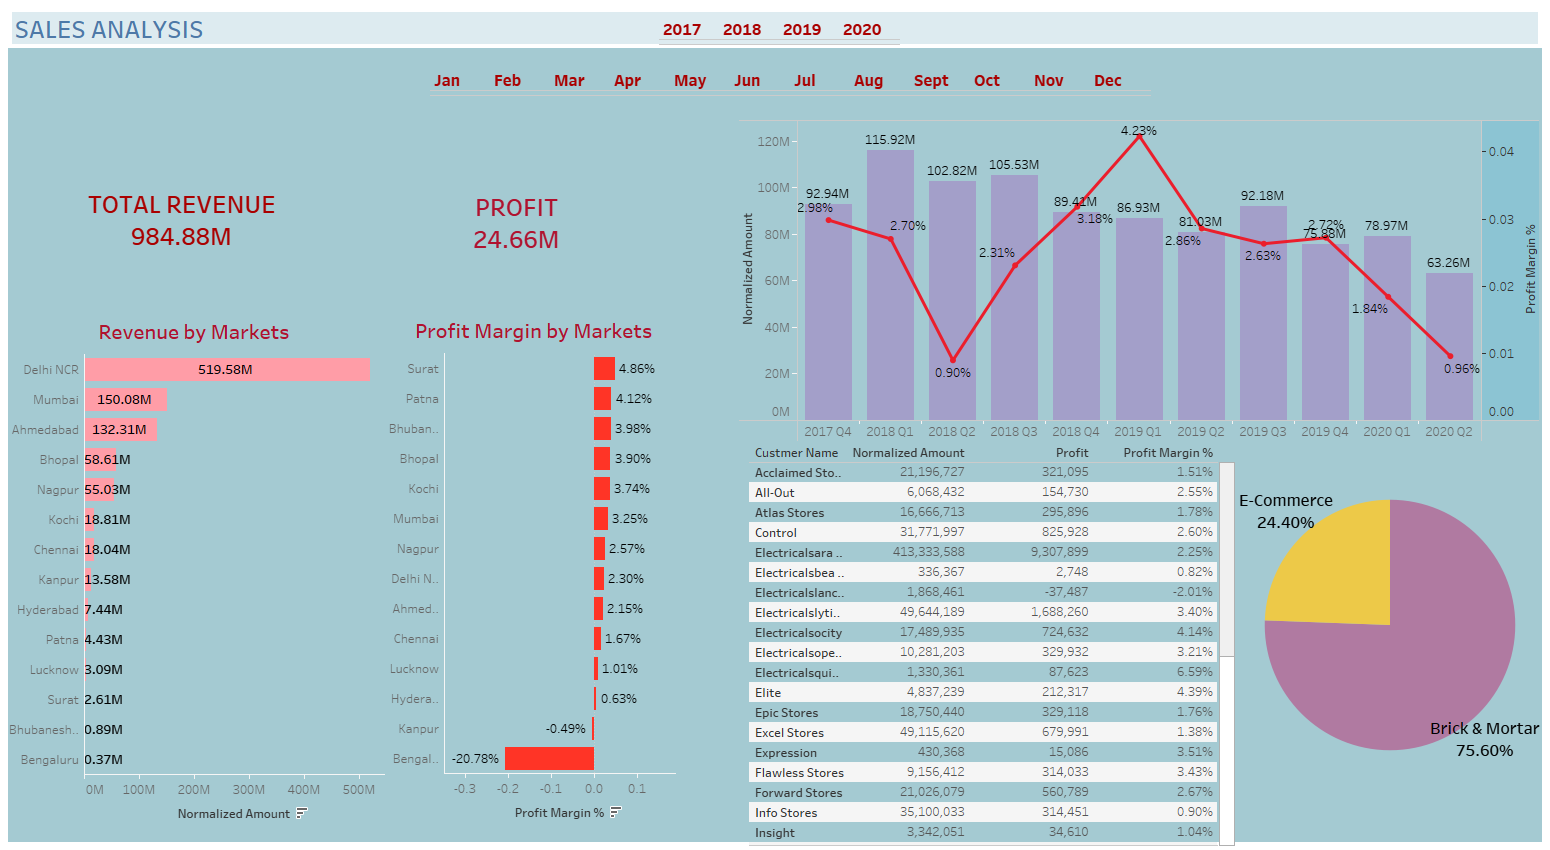 SALES ANALYSIS
2017 2018 2019 2020
Jan Feb Mar Apr May Jun Jul Aug Sept Oct Nov Dec
TOTAL REVENUE
984.88M
PROFIT
24.66M
Revenue by Markets
Delhi NCR 519.58M
Mumbai 150.08M
Ahmedabad 132.31M
Bhopal 58.61M
Nagpur 55.03M
Kochi 18.81M
Chennai 18.04M
Kanpur 13.58M
Hyderabad 7.44M
Patna 4.43M
Lucknow 3.09M
Surat 2.61M
Bhubanesh.. 0.89M
Bengaluru 0.37M
0M 100M 200M 300M 400M 500M
Normalized Amount
Profit Margin by Markets
Surat 4.86%
Patna 4.12%
Bhuban.. 3.98%
Bhopal 3.90%
Kochi 3.74%
Mumbai 3.25%
Nagpur 2.57%
Delhi N.. 2.30%
Ahmed.. 2.15%
Chennai 1.67%
Lucknow 1.01%
Hydera.. 0.63%
Kanpur -0.49%
Bengal.. -20.78%
-0.3 -0.2 -0.1 0.0 0.1
Profit Margin %
Normalized Amount
120M
100M
80M
60M
40M
20M
0M
92.94M 115.92M 102.82M 105.53M 89.41M 86.93M 81.03M 92.18M 75.88M 78.97M 63.26M
2.98% 2.70% 0.90% 2.31% 3.18% 4.23% 2.86% 2.63% 2.72% 1.84% 0.96%
0.04
0.03
0.02
0.01
0.00
Profit Margin %
2017 Q4 2018 Q1 2018 Q2 2018 Q3 2018 Q4 2019 Q1 2019 Q2 2019 Q3 2019 Q4 2020 Q1 2020 Q2
Custmer Name Normalized Amount Profit Profit Margin %
Acclaimed Sto.. 21,196,727 321,095 1.51%
All-Out 6,068,432 154,730 2.55%
Atlas Stores 16,666,713 295,896 1.78%
Control 31,771,997 825,928 2.60%
Electricalsara .. 413,333,588 9,307,899 2.25%
Electricalsbea .. 336,367 2,748 0.82%
Electricalslanc.. 1,868,461 -37,487 -2.01%
Electricalslyti.. 49,644,189 1,688,260 3.40%
Electricalsocity 17,489,935 724,632 4.14%
Electricalsope.. 10,281,203 329,932 3.21%
Electricalsqui.. 1,330,361 87,623 6.59%
Elite 4,837,239 212,317 4.39%
Epic Stores 18,750,440 329,118 1.76%
Excel Stores 49,115,620 679,991 1.38%
Expression 430,368 15,086 3.51%
Flawless Stores 9,156,412 314,033 3.43%
Forward Stores 21,026,079 560,789 2.67%
Info Stores 35,100,033 314,451 0.90%
Insight 3,342,051 34,610 1.04%
E-Commerce
24.40%
Brick & Mortar
75.60%